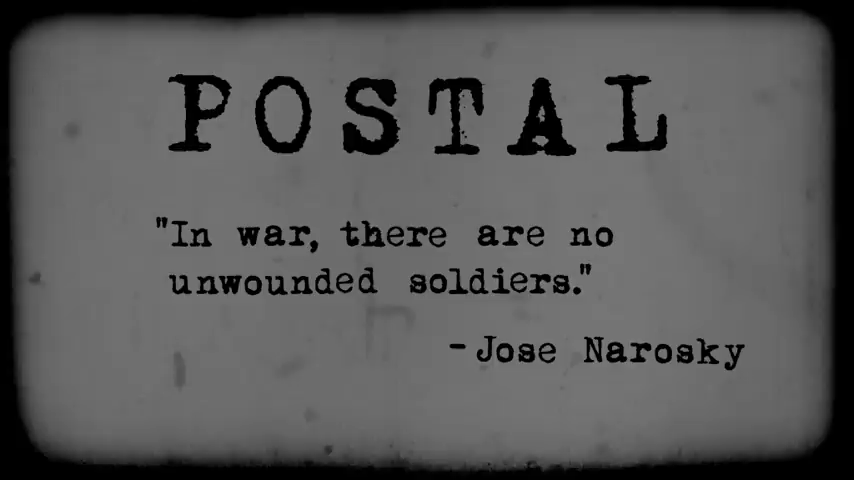 POSTAL
"In war, there are no
unwounded soldiers."
-Jose Narosky